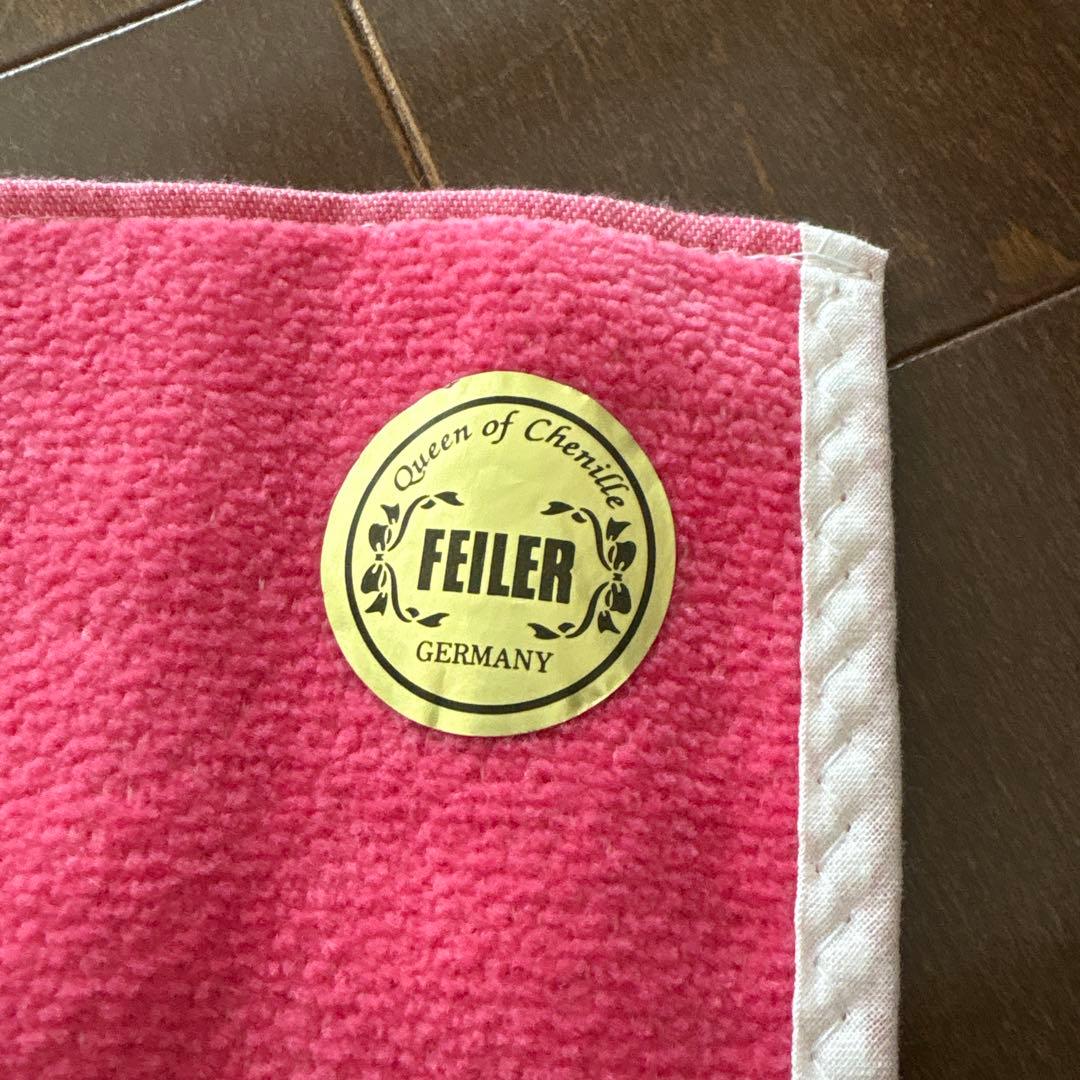 Queen of Chenille
FEILER
GERMANY